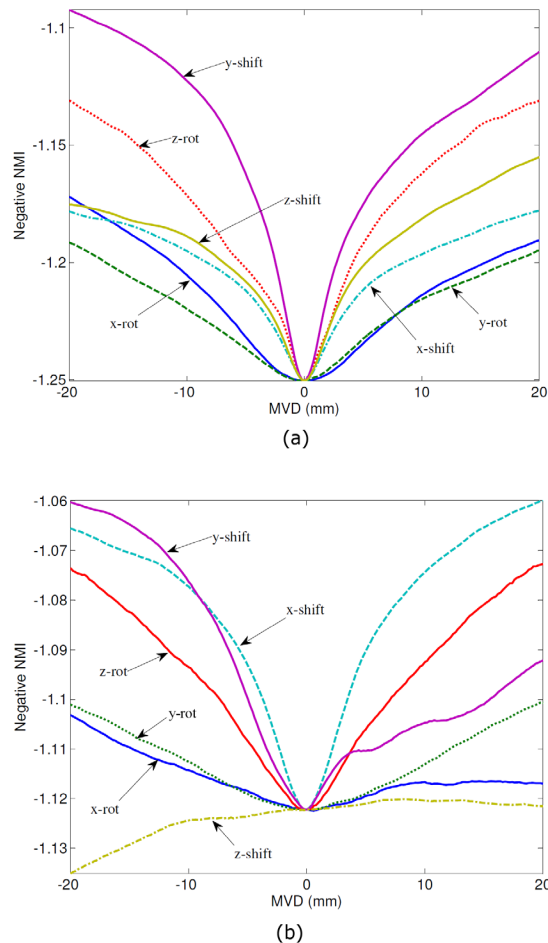 -1.1
y-shift
z-rot
-1.15
Negative NMI
z-shift
-1.2
x-rot
x-shift
y-rot
-1.25
-20
-10
0
10
20
MVD (mm)
(a)
-1.06
y-shift
-1.07
x-shift
-1.08
Negative NMI
z-rot
-1.09
-1.1
y-rot
-1.11
x-rot
-1.12
z-shift
-1.13
-20
-10
0
10
20
MVD (mm)
(b)